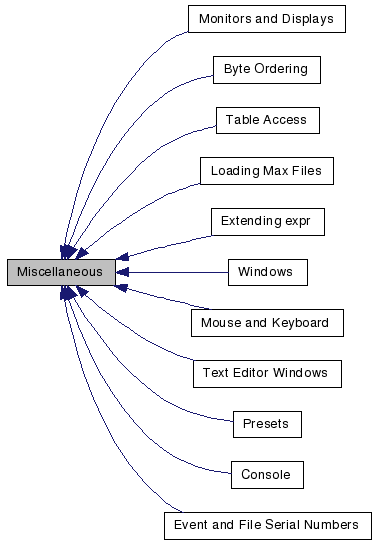 Monitors and Displays
Byte Ordering
Table Access
Loading Max Files
Extending expr
Miscellaneous
Windows
Mouse and Keyboard
Text Editor Windows
Presets
Console
Event and File Serial Numbers